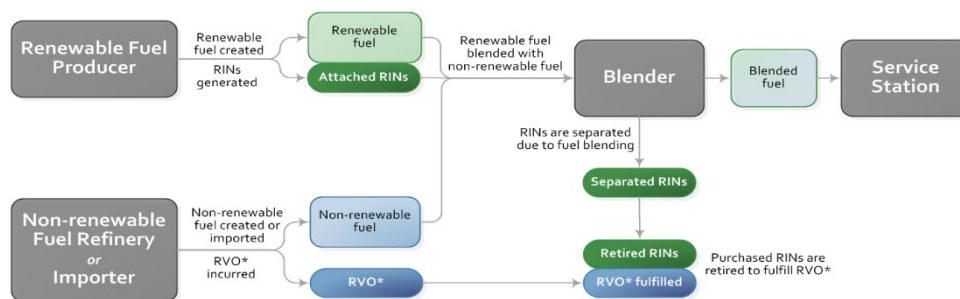 Renewable Fuel
Producer
Renewable
fuel created
RINs
generated
Renewable
fuel
Attached RINs
Renewable fuel
blended with
non-renewable fuel
Blender
Blended
fuel
Service
Station
RINs are separated
due to fuel blending
Separated RINs
Non-renewable
Fuel Refinery
or
Importer
Non-renewable
fuel created or
imported
RVO*
incurred
Non-renewable
fuel
RVO*
Retired RINs
RVO* fulfilled
Purchased RINs are
retired to fulfill RVO*